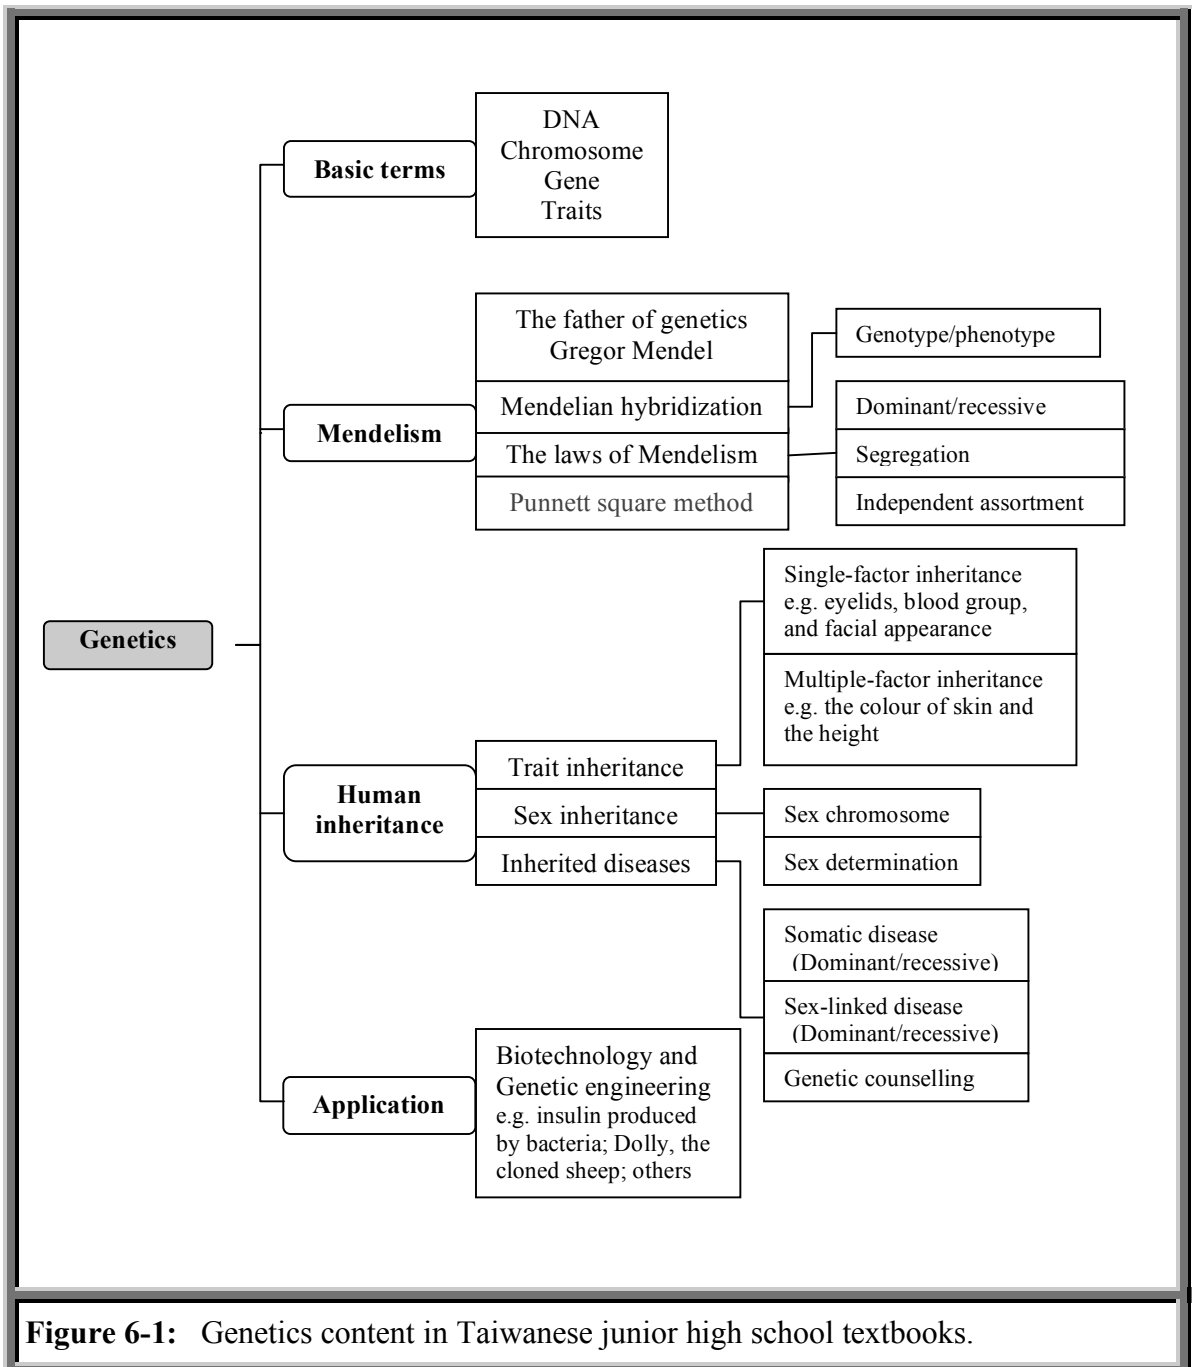 Genetics
Basic terms
DNA
Chromosome
Gene
Traits
Mendelism
The father of genetics
Gregor Mendel
Mendelian hybridization
The laws of Mendelism
Punnett square method
Genotype/phenotype
Dominant/recessive
Segregation
Independent assortment
Human
inheritance
Trait inheritance
Sex inheritance
Inherited diseases
Single-factor inheritance
e.g. eyelids, blood group,
and facial appearance
Multiple-factor inheritance
e.g. the colour of skin and
the height
Sex chromosome
Sex determination
Somatic disease
(Dominant/recessive)
Sex-linked disease
(Dominant/recessive)
Genetic counselling
Application
Biotechnology and
Genetic engineering
e.g. insulin produced
by bacteria; Dolly, the
cloned sheep; others
Figure 6-1: Genetics content in Taiwanese junior high school textbooks.